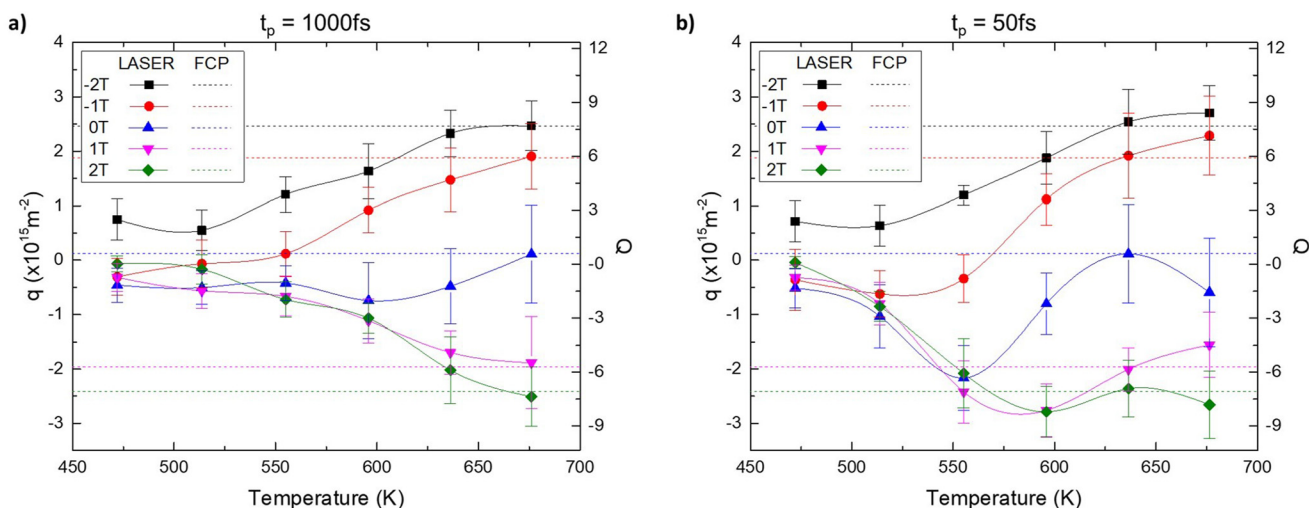 a)
t_p = 1000fs
LASER FCP
-2T
-1T
0T
1T
2T
q (x10^15 m^-2)
4
3
2
1
0
-1
-2
-3
Q
12
9
6
3
-0
-3
-6
-9
450 500 550 600 650 700
Temperature (K)
b)
t_p = 50fs
LASER FCP
-2T
-1T
0T
1T
2T
q (x10^15 m^-2)
4
3
2
1
0
-1
-2
-3
Q
12
9
6
3
-0
-3
-6
-9
450 500 550 600 650 700
Temperature (K)